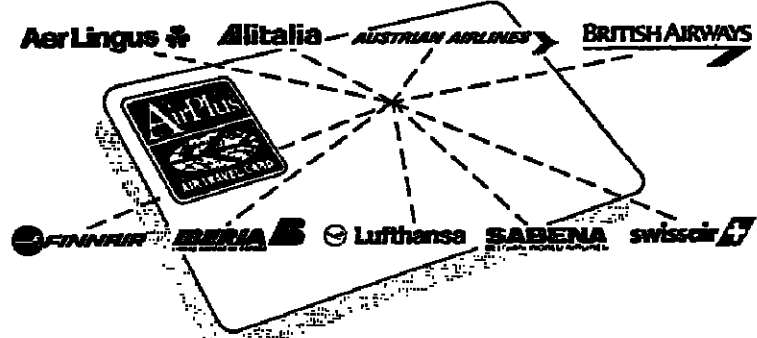 Aer Lingus
Alitalia
AUSTRIAN AIRLINES
BRITISH AIRWAYS
AirPlus
AIR TRAVEL CARD
FINNAIR
IBERIA
Lufthansa
SABENA
swissair